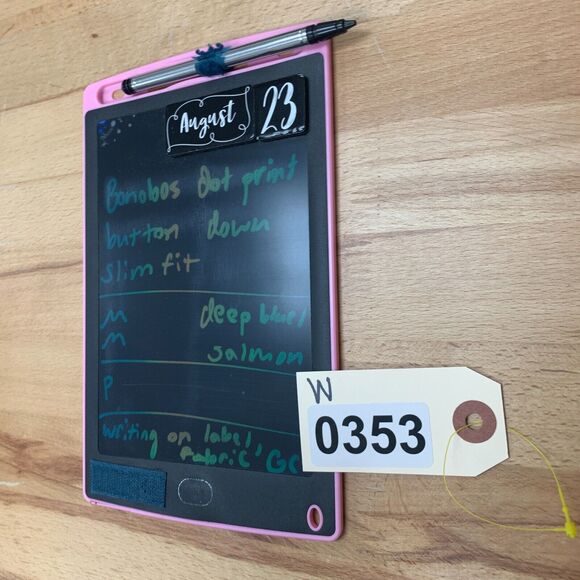 August 23
Bonobos Dot print
button down
slim fit
M deep blue/
M salmon
P
writing on label
fabric' GC
W
0353